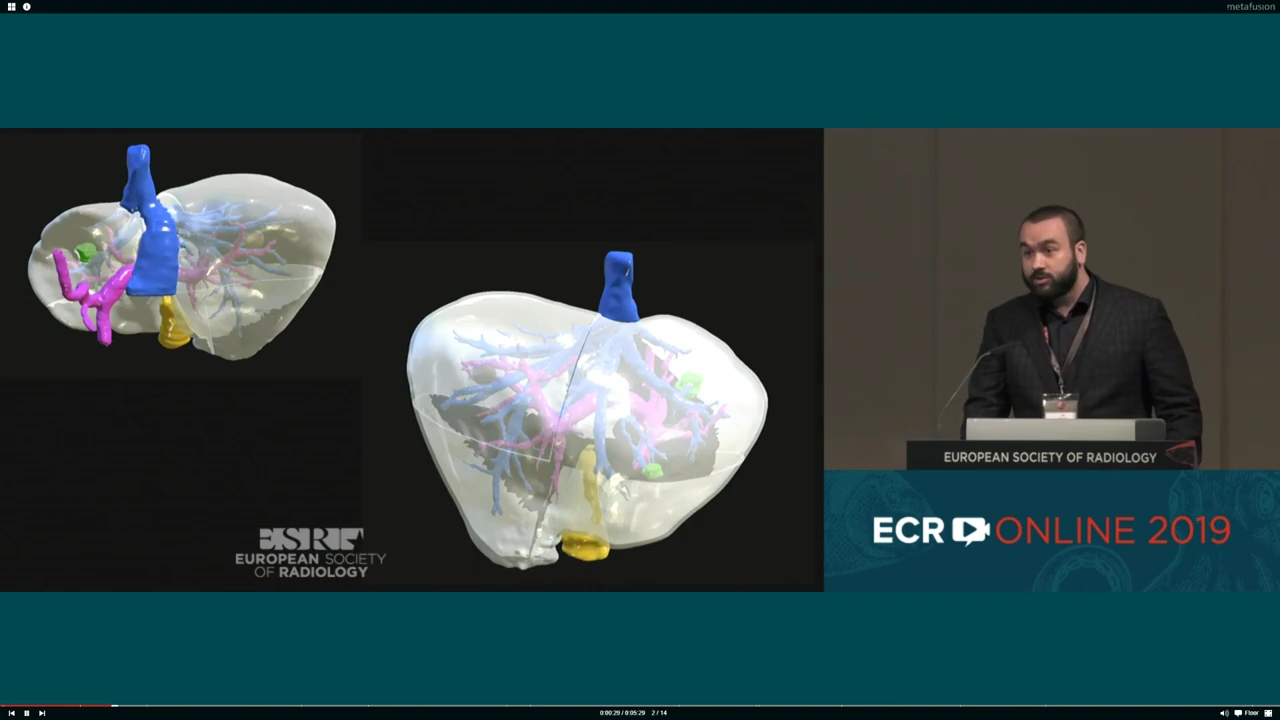 metafusion
ESRF
EUROPEAN SOCIETY
OF RADIOLOGY
EUROPEAN SOCIETY OF RADIOLOGY
ECR ONLINE 2019
0:00:29 / 0:05:29 2 / 14
Floor